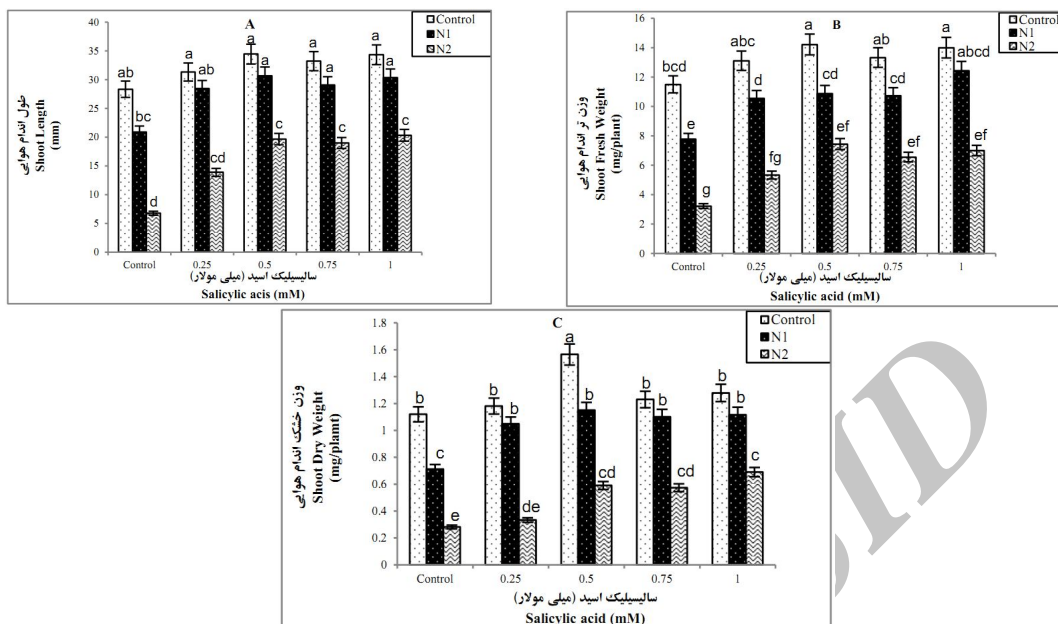 A
Control
N1
N2
40
35
30
25
20
15
10
5
0
طول اندام هوایی
Shoot Length
(mm)
ab
bc
d
a
ab
cd
a
a
c
a
a
c
a
a
c
Control 0.25 0.5 0.75 1
سالیسیلیک اسید (میلی مولار)
Salicylic acis (mM)
B
Control
N1
N2
16
14
12
10
8
6
4
2
0
وزن تر اندام هوایی
Shoot Fresh Weight
(mg/plant)
bcd
e
g
abc
d
fg
a
cd
ef
ab
cd
ef
a
abcd
ef
Control 0.25 0.5 0.75 1
سالیسیلیک اسید (میلی مولار)
Salicylic acid (mM)
C
Control
N1
N2
1.8
1.6
1.4
1.2
1
0.8
0.6
0.4
0.2
0
وزن خشک اندام هوایی
Shoot Dry Weight
(mg/plamt)
b
c
e
b
b
de
a
b
cd
b
b
cd
b
b
c
Control 0.25 0.5 0.75 1
سالیسیلیک اسید (میلی مولار)
Salicylic acid (mM)
SID